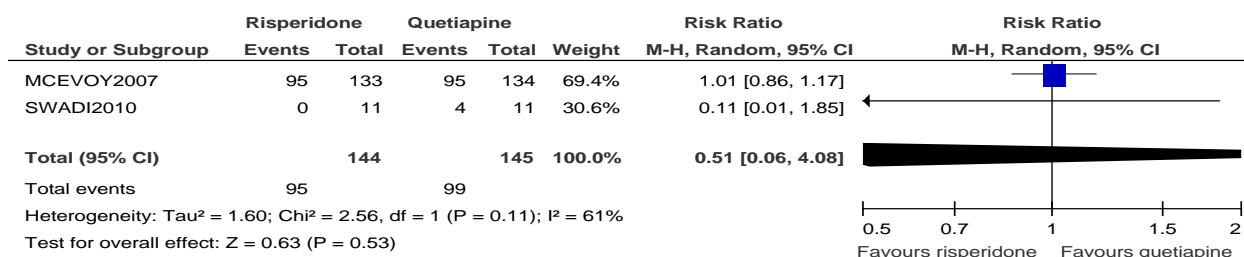 Risperidone Quetiapine Risk Ratio Risk Ratio
Study or Subgroup Events Total Events Total Weight M-H, Random, 95% CI M-H, Random, 95% CI
MCEVOY2007 95 133 95 134 69.4% 1.01 [0.86, 1.17]
SWADI2010 0 11 4 11 30.6% 0.11 [0.01, 1.85]
Total (95% CI) 144 145 100.0% 0.51 [0.06, 4.08]
Total events 95 99
Heterogeneity: Tau² = 1.60; Chi² = 2.56, df = 1 (P = 0.11); I² = 61%
Test for overall effect: Z = 0.63 (P = 0.53)
0.5 0.7 1 1.5 2
Favours risperidone Favours quetiapine